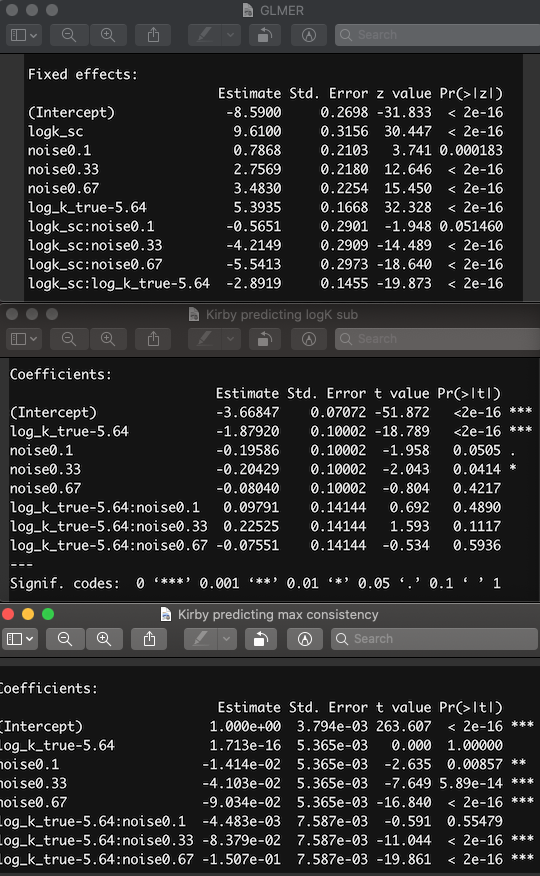 GLMER
Search
Fixed effects:
Estimate Std. Error z value Pr(>|z|)
(Intercept) -8.5900 0.2698 -31.833 < 2e-16
logk_sc 9.6100 0.3156 30.447 < 2e-16
noise0.1 0.7868 0.2103 3.741 0.000183
noise0.33 2.7569 0.2180 12.646 < 2e-16
noise0.67 3.4830 0.2254 15.450 < 2e-16
log_k_true-5.64 5.3935 0.1668 32.328 < 2e-16
logk_sc:noise0.1 -0.5651 0.2901 -1.948 0.051460
logk_sc:noise0.33 -4.2149 0.2909 -14.489 < 2e-16
logk_sc:noise0.67 -5.5413 0.2973 -18.640 < 2e-16
logk_sc:log_k_true-5.64 -2.8919 0.1455 -19.873 < 2e-16
Kirby predicting logK sub
Search
Coefficients:
Estimate Std. Error t value Pr(>|t|)
(Intercept) -3.66847 0.07072 -51.872 <2e-16 ***
log_k_true-5.64 -1.87920 0.10002 -18.789 <2e-16 ***
noise0.1 -0.19586 0.10002 -1.958 0.0505 .
noise0.33 -0.20429 0.10002 -2.043 0.0414 *
noise0.67 -0.08040 0.10002 -0.804 0.4217
log_k_true-5.64:noise0.1 0.09791 0.14144 0.692 0.4890
log_k_true-5.64:noise0.33 0.22525 0.14144 1.593 0.1117
log_k_true-5.64:noise0.67 -0.07551 0.14144 -0.534 0.5936
---
Signif. codes: 0 ‘***’ 0.001 ‘**’ 0.01 ‘*’ 0.05 ‘.’ 0.1 ‘ ’ 1
Kirby predicting max consistency
Search
Coefficients:
Estimate Std. Error t value Pr(>|t|)
(Intercept) 1.000e+00 3.794e-03 263.607 < 2e-16 ***
log_k_true-5.64 1.713e-16 5.365e-03 0.000 1.00000
noise0.1 -1.414e-02 5.365e-03 -2.635 0.00857 **
noise0.33 -4.103e-02 5.365e-03 -7.649 5.89e-14 ***
noise0.67 -9.034e-02 5.365e-03 -16.840 < 2e-16 ***
log_k_true-5.64:noise0.1 -4.483e-03 7.587e-03 -0.591 0.55479
log_k_true-5.64:noise0.33 -8.379e-02 7.587e-03 -11.044 < 2e-16 ***
log_k_true-5.64:noise0.67 -1.507e-01 7.587e-03 -19.861 < 2e-16 ***